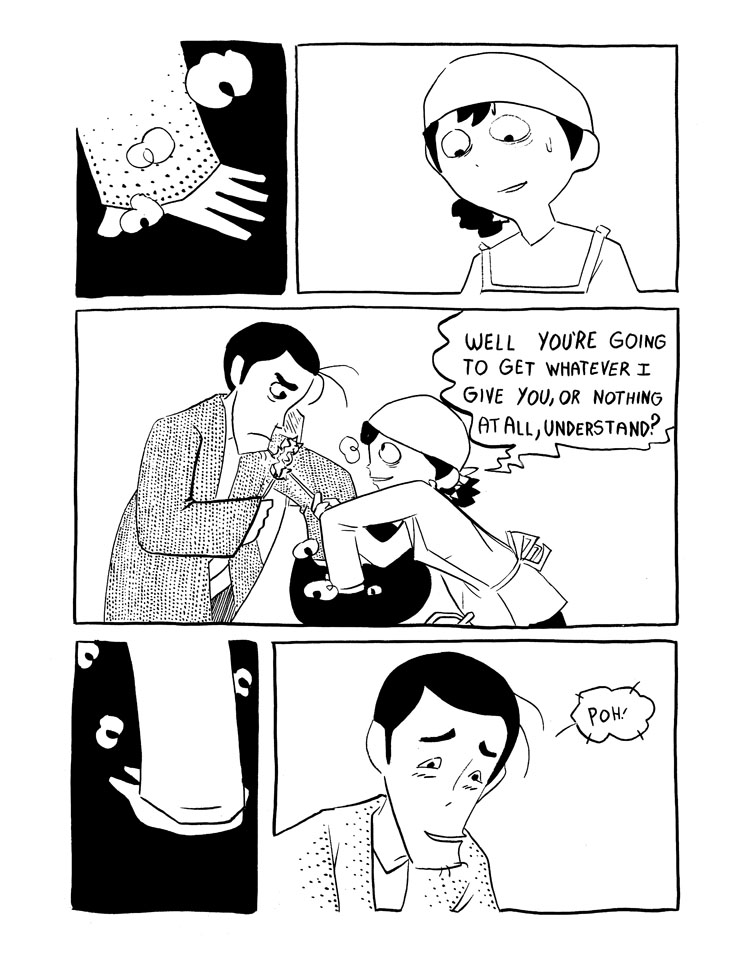 WELL YOU'RE GOING
TO GET WHATEVER I
GIVE YOU, OR NOTHING
AT ALL, UNDERSTAND?
POH!